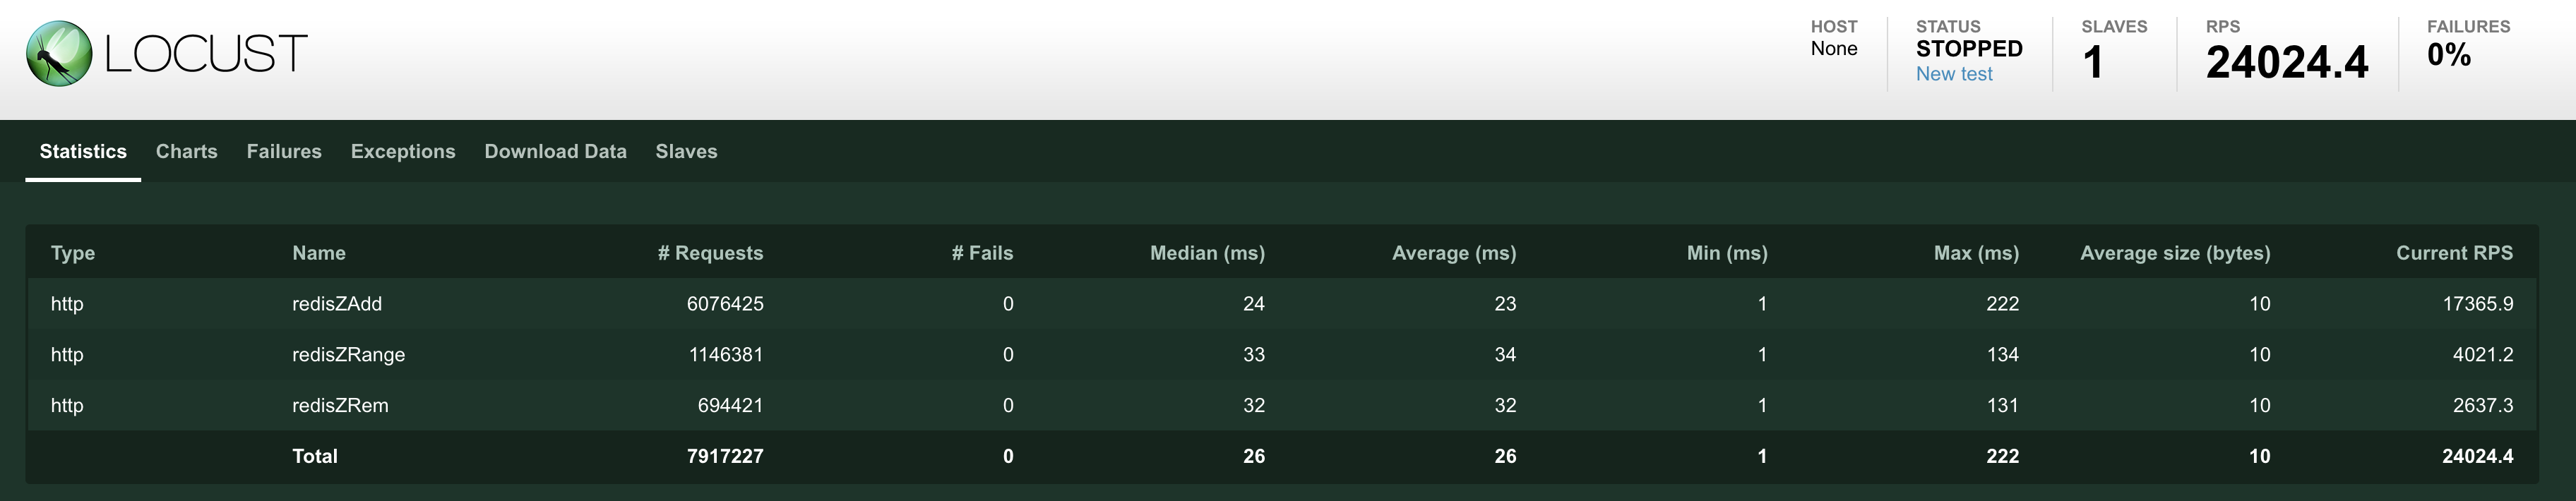 LOCUST
HOST
None
STATUS
STOPPED
New test
SLAVES
1
RPS
24024.4
FAILURES
0%
Statistics Charts Failures Exceptions Download Data Slaves
Type Name # Requests # Fails Median (ms) Average (ms) Min (ms) Max (ms) Average size (bytes) Current RPS
http redisZAdd 6076425 0 24 23 1 222 10 17365.9
http redisZRange 1146381 0 33 34 1 134 10 4021.2
http redisZRem 694421 0 32 32 1 131 10 2637.3
Total 7917227 0 26 26 1 222 10 24024.4